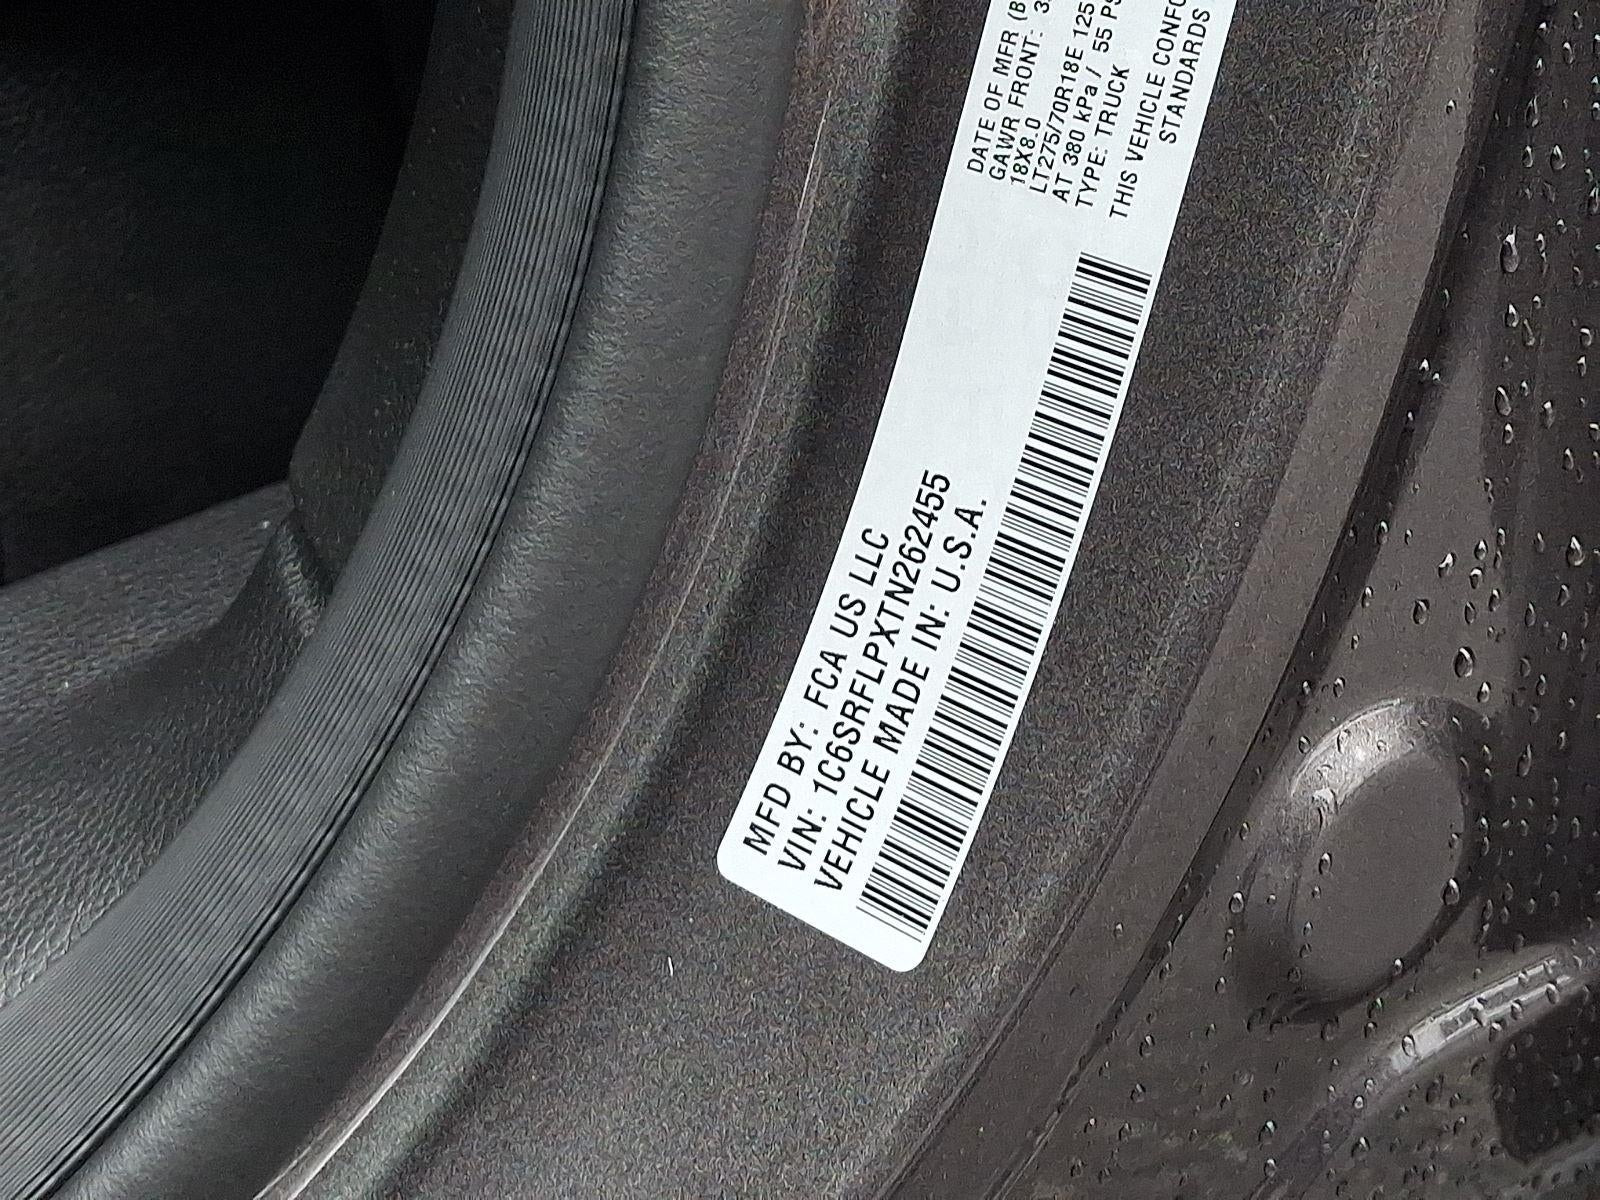 MFD BY: FCA US LLC
VIN: 1C6SRFLPXTN262455
VEHICLE MADE IN: U.S.A.
DATE OF MFR
GAWR FRONT:
18X8.0
LT275/70R18E 125
AT 380 kPa / 55
TYPE: TRUCK
THIS VEHICLE
STANDARDS